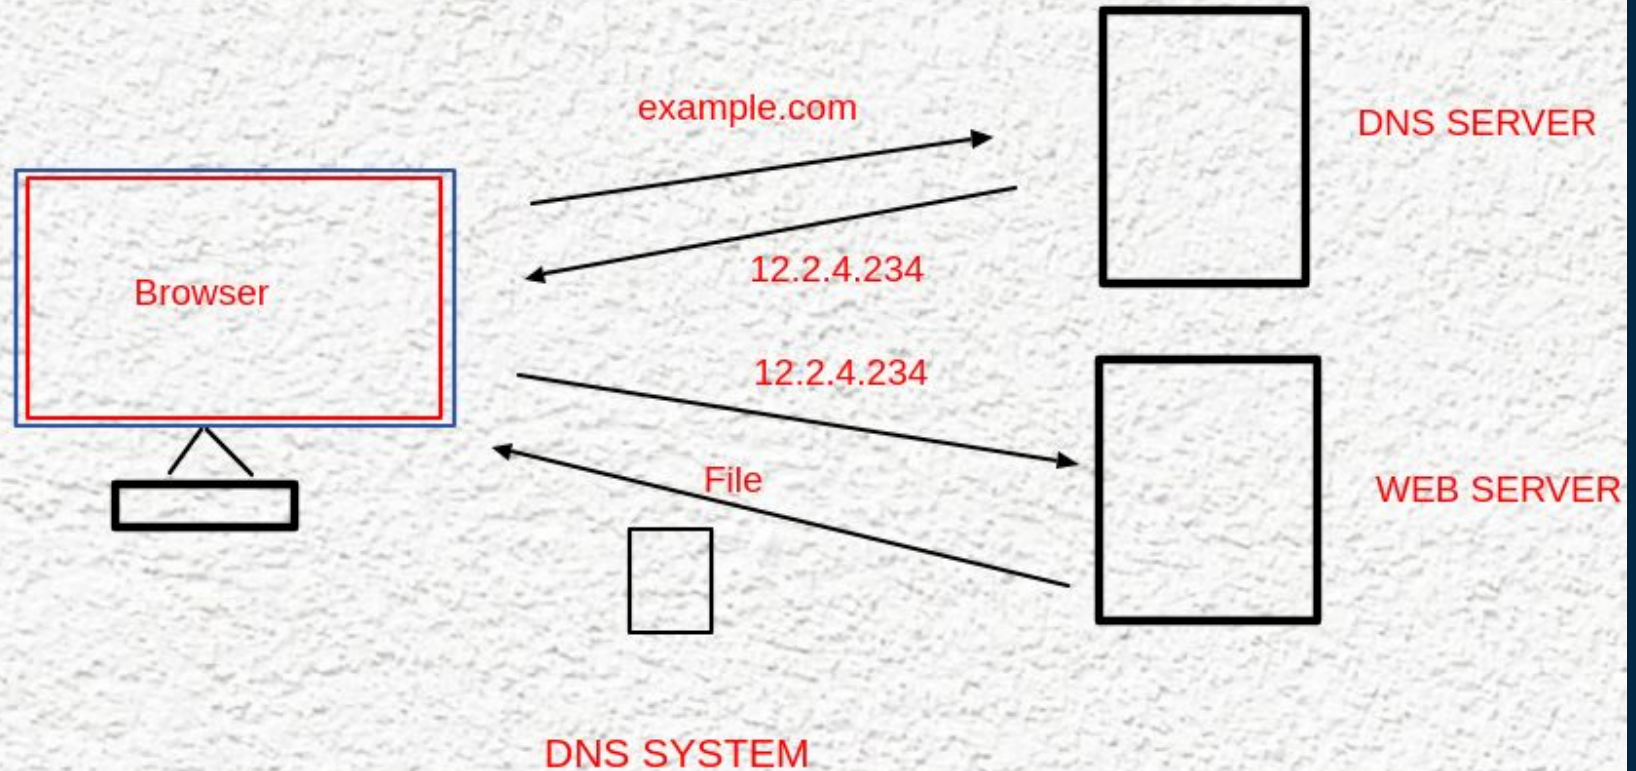 example.com
DNS SERVER
Browser
12.2.4.234
12.2.4.234
File
WEB SERVER
DNS SYSTEM